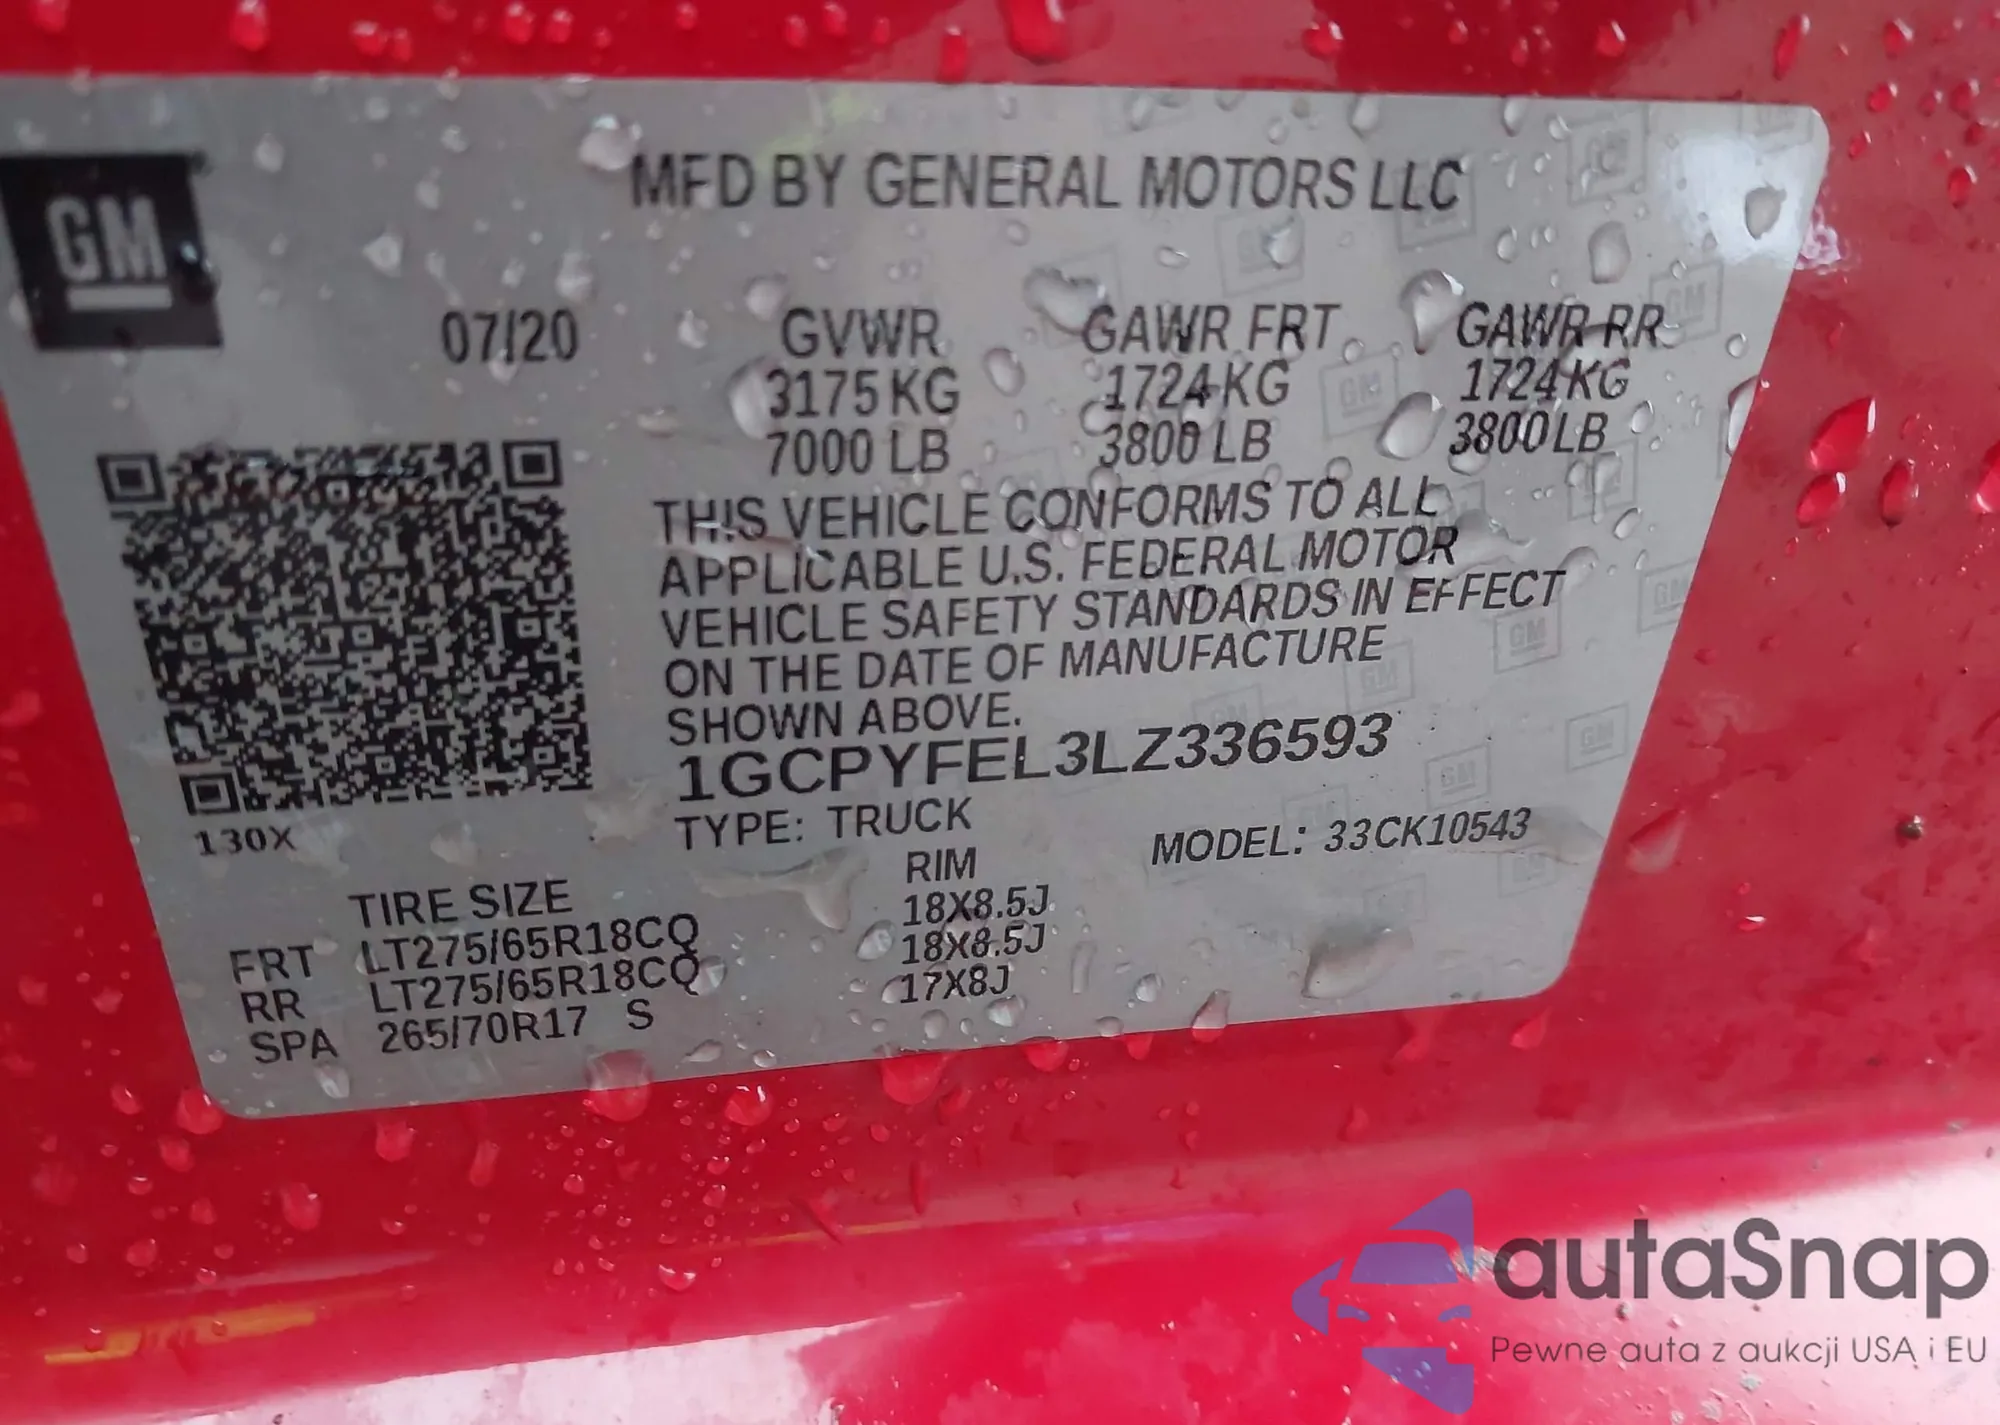 GM
MFD BY GENERAL MOTORS LLC
07/20
GVWR
3175 KG
7000 LB
GAWR FRT
1724 KG
3800 LB
GAWR RR
1724 KG
3800 LB
THIS VEHICLE CONFORMS TO ALL
APPLICABLE U.S. FEDERAL MOTOR
VEHICLE SAFETY STANDARDS IN EFFECT
ON THE DATE OF MANUFACTURE
SHOWN ABOVE.
1GCPYFEL3LZ336593
TYPE: TRUCK
MODEL: 33CK10543
130X
TIRE SIZE RIM
FRT LT275/65R18CQ 18X8.5J
RR LT275/65R18CQ 18X8.5J
SPA 265/70R17 S 17X8J
autaSnap
Pewne auta z aukcji USA i EU